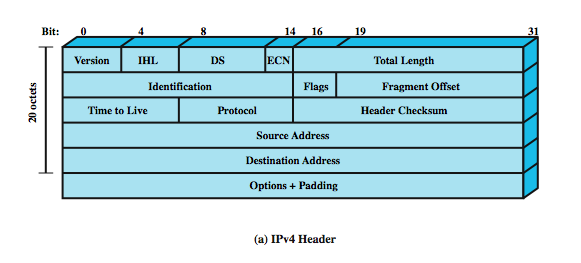 Bit: 0 4 8 14 16 19 31
Version IHL DS ECN Total Length
Identification Flags Fragment Offset
Time to Live Protocol Header Checksum
Source Address
Destination Address
Options + Padding
20 octets
(a) IPv4 Header